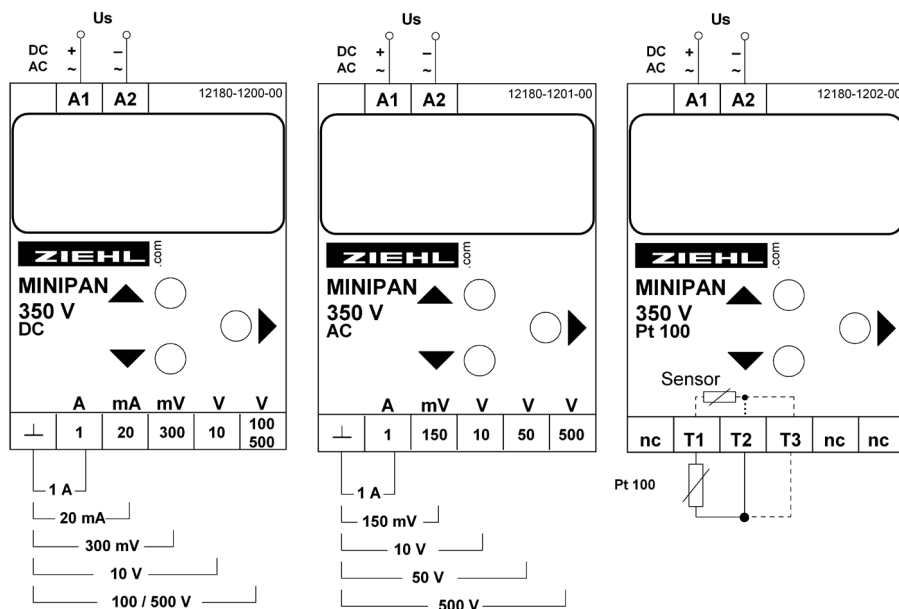 Us
DC + –
AC ~ ~
A1 A2 12180-1200-00
ZIEHL .com
MINIPAN
350 V
DC
A mA mV V V
⊥ 1 20 300 10 100 500
1 A
20 mA
300 mV
10 V
100 / 500 V
Us
DC + –
AC ~ ~
A1 A2 12180-1201-00
ZIEHL .com
MINIPAN
350 V
AC
A mV V V V
⊥ 1 150 10 50 500
1 A
150 mV
10 V
50 V
500 V
Us
DC + –
AC ~ ~
A1 A2 12180-1202-00
ZIEHL .com
MINIPAN
350 V
Pt 100
Sensor
nc T1 T2 T3 nc nc
Pt 100